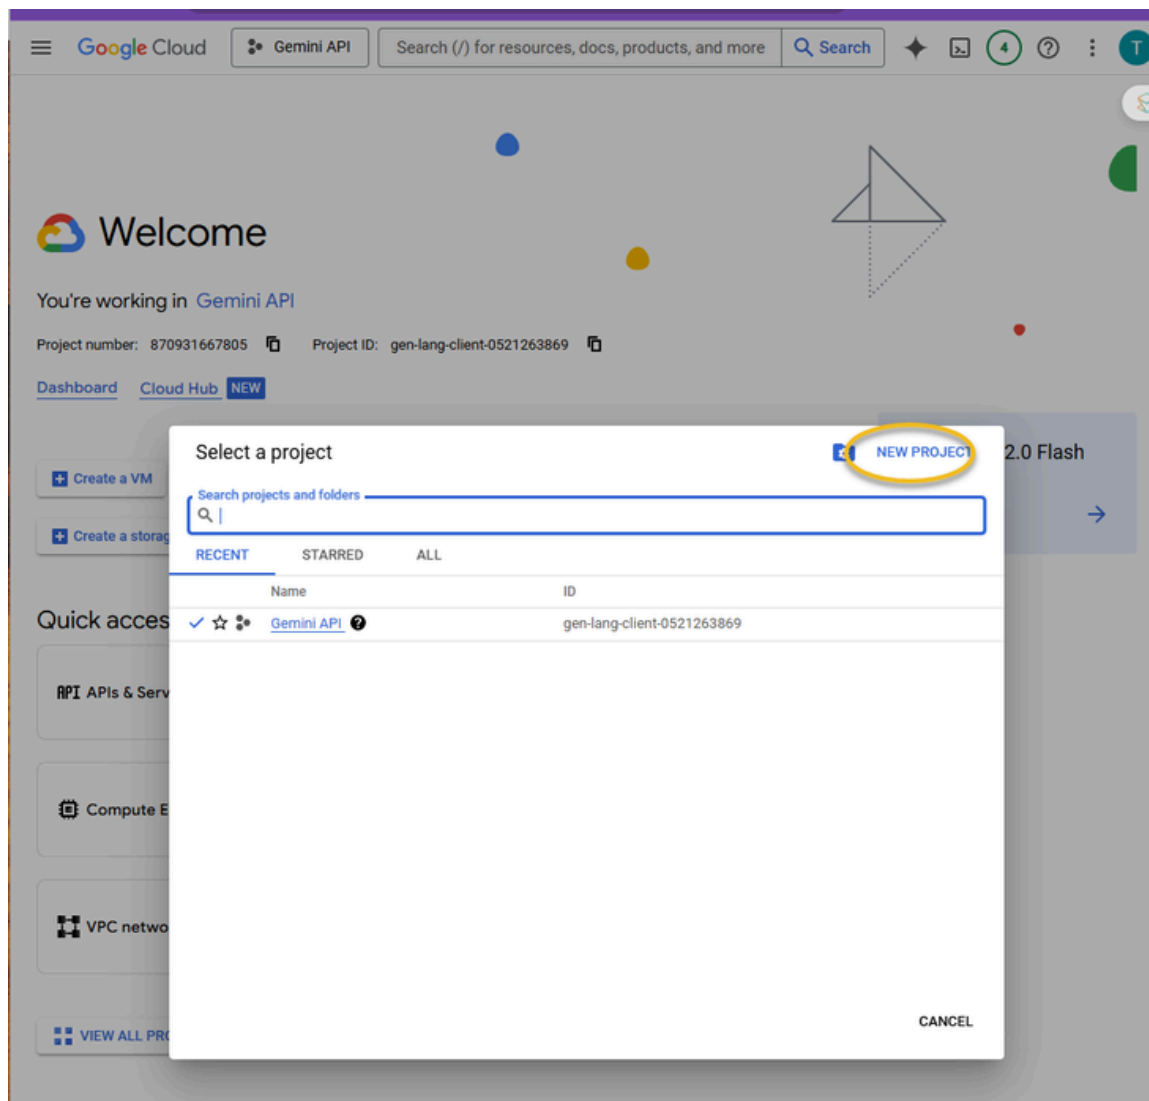 Google Cloud
Gemini API
Search (/) for resources, docs, products, and more
Search
4
T
Welcome
You're working in Gemini API
Project number: 870931667805
Project ID: gen-lang-client-0521263869
Dashboard
Cloud Hub NEW
Select a project
NEW PROJECT
2.0 Flash
Create a VM
Search projects and folders
Create a storag
RECENT
STARRED
ALL
Name
ID
Quick acces
Gemini API
gen-lang-client-0521263869
API APIs & Serv
Compute E
VPC netwo
CANCEL
VIEW ALL PRO